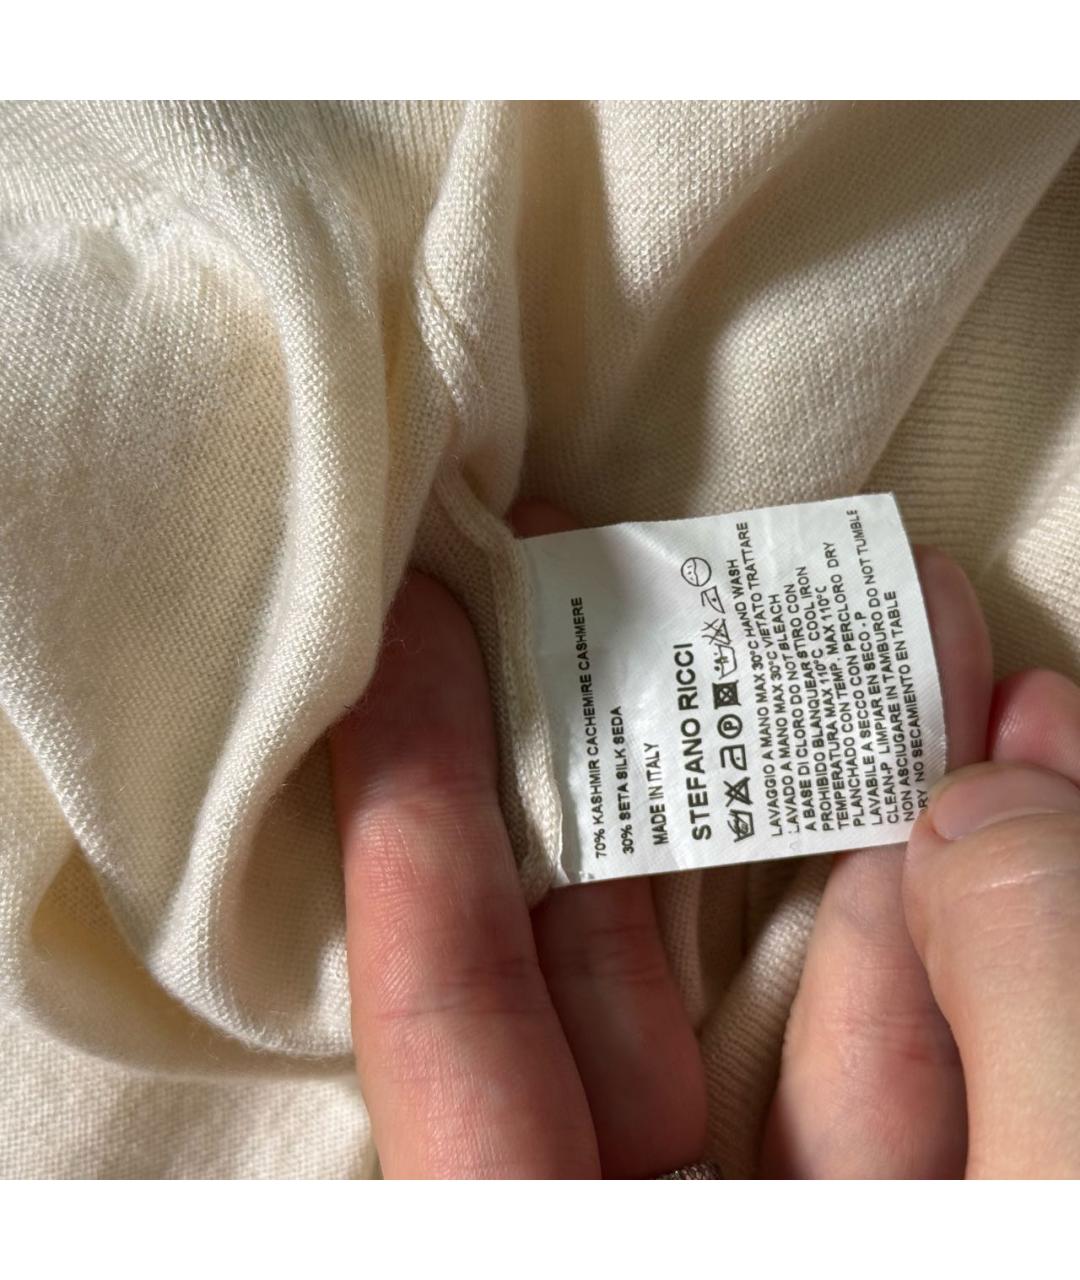 70% KASHMIR CACHEMIRE CASHMERE
30% SETA SILK SEDA
MADE IN ITALY
STEFANO RICCI
LAVAGGIO A MANO MAX 30°C HAND WASH
LAVADO A MANO MAX 30°C VIETATO TRATTARE
A BASE DI CLORO DO NOT BLEACH
PROHIBIDO BLANQUEAR STIRO CON
TEMPERATURA MAX 110°C COOL IRON
PLANCHADO CON TEMP. MAX 110°C
LAVABILE A SECCO CON PERCLORO DRY
CLEAN-P LIMPIAR EN SECO - P
NON ASCIUGARE IN TAMBURO DO NOT TUMBLE
DRY NO SECAMIENTO EN TABLE